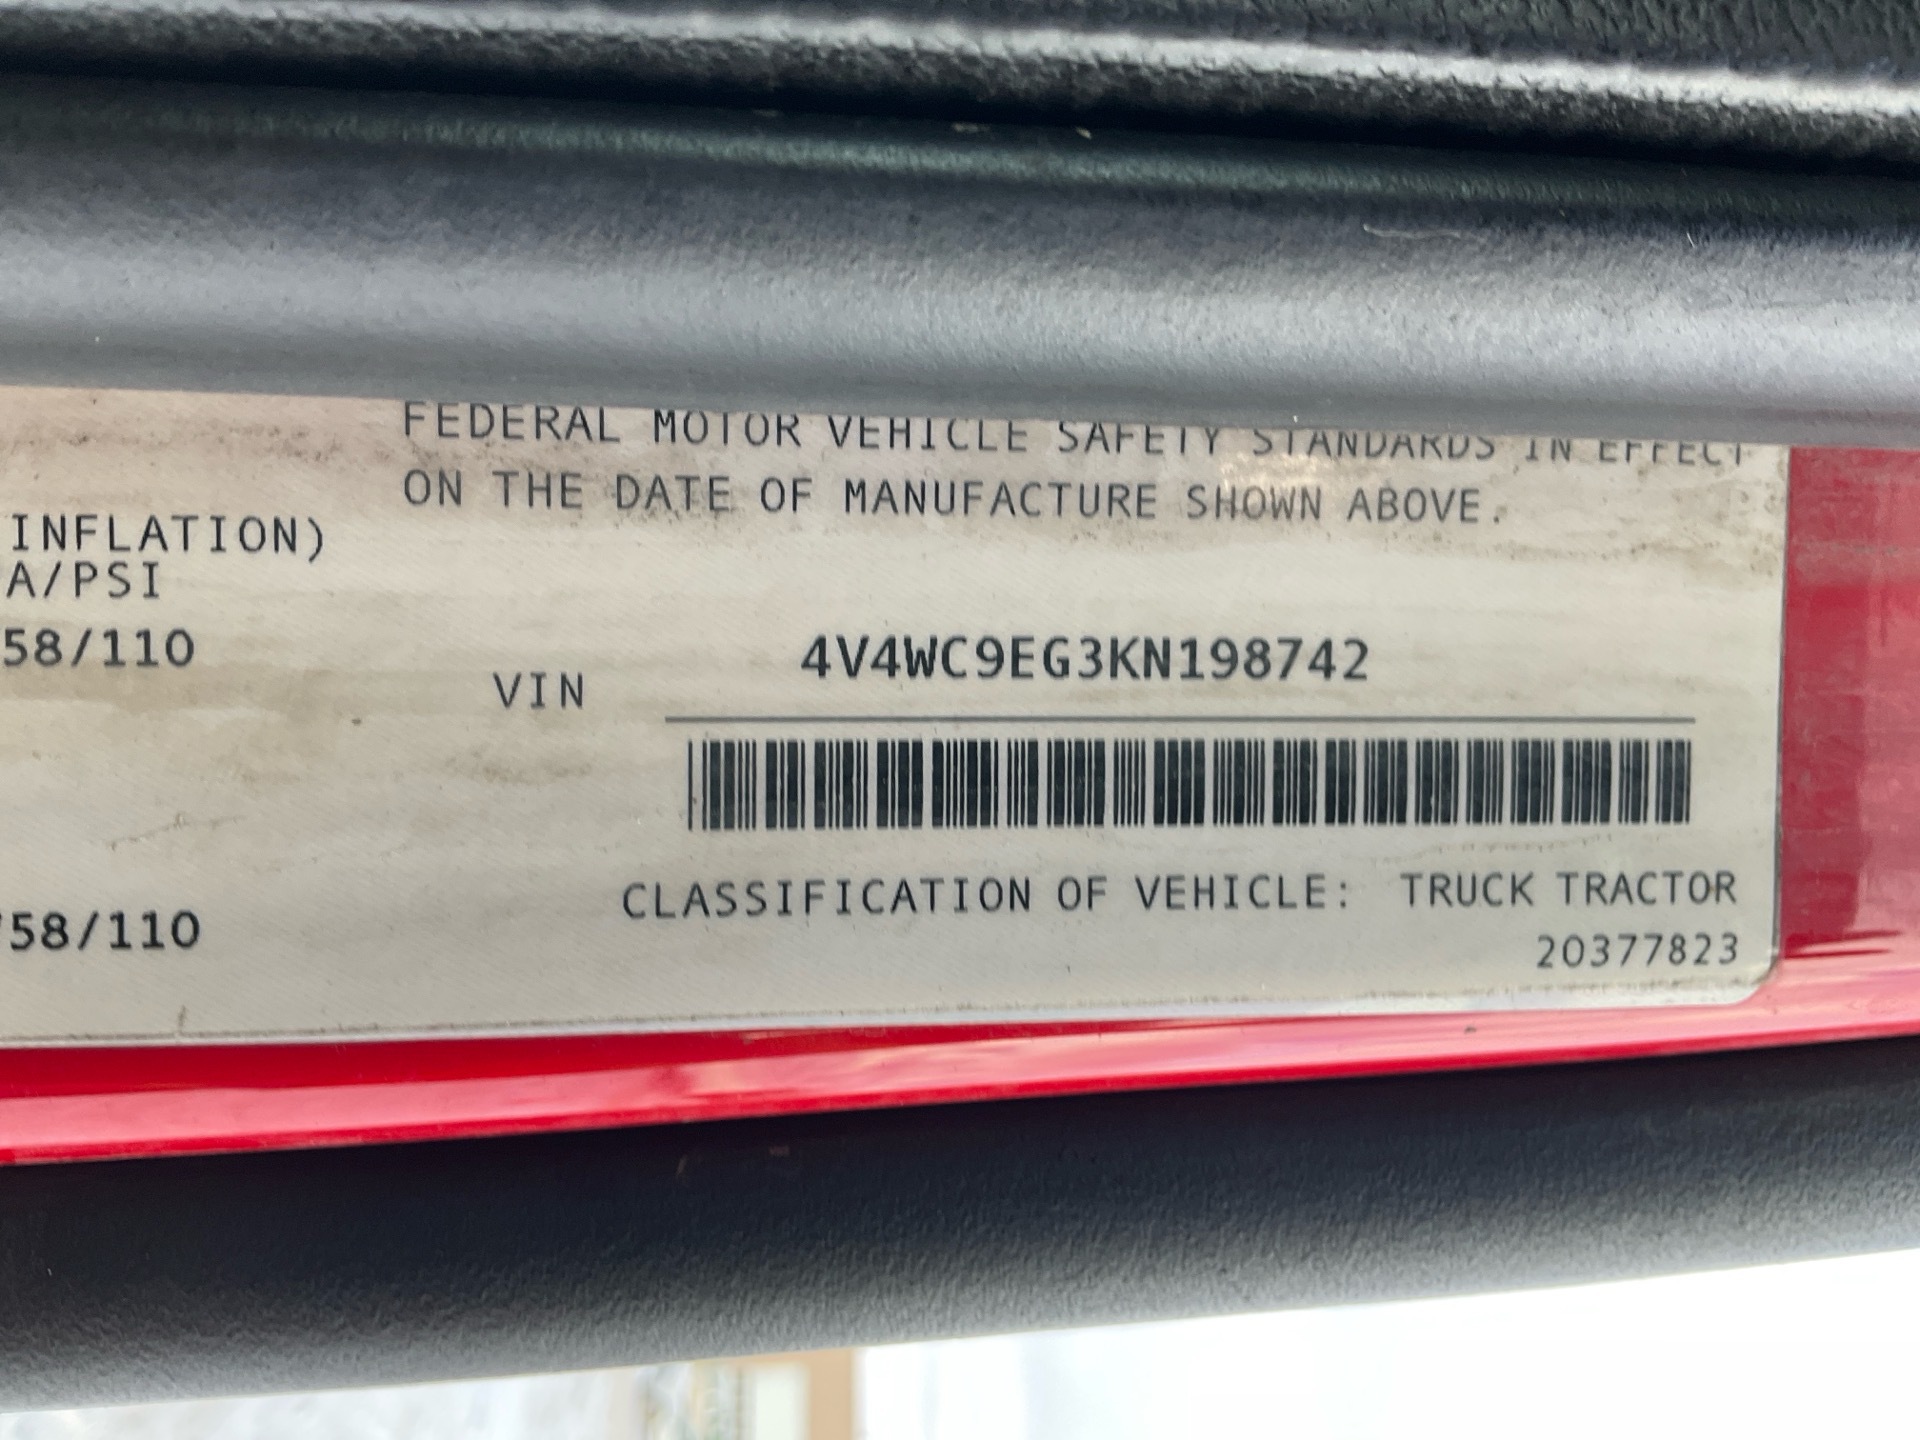 FEDERAL MOTOR VEHICLE SAFETY STANDARDS IN EFFECT
ON THE DATE OF MANUFACTURE SHOWN ABOVE.
INFLATION)
A/PSI
58/110
4V4WC9EG3KN198742
VIN
CLASSIFICATION OF VEHICLE: TRUCK TRACTOR
58/110
20377823